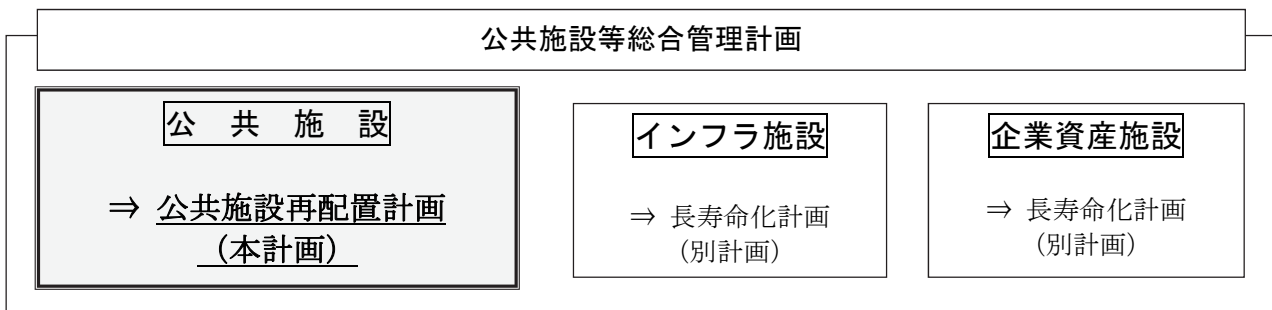 公共施設等総合管理計画
公　共　施　設
⇒ 公共施設再配置計画
（本計画）
インフラ施設
⇒ 長寿命化計画
（別計画）
企業資産施設
⇒ 長寿命化計画
（別計画）